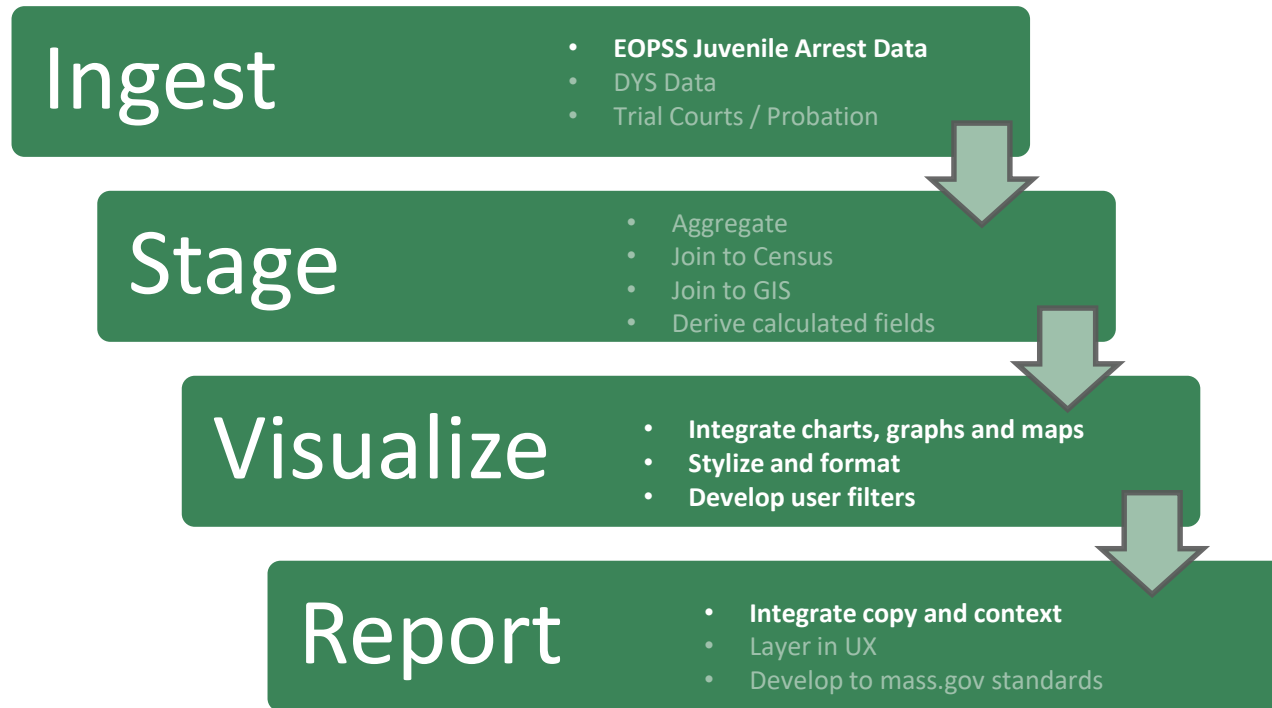 Ingest
• EOPSS Juvenile Arrest Data
• DYS Data
• Trial Courts / Probation
Stage
• Aggregate
• Join to Census
• Join to GIS
• Derive calculated fields
Visualize
• Integrate charts, graphs and maps
• Stylize and format
• Develop user filters
Report
• Integrate copy and context
• Layer in UX
• Develop to mass.gov standards